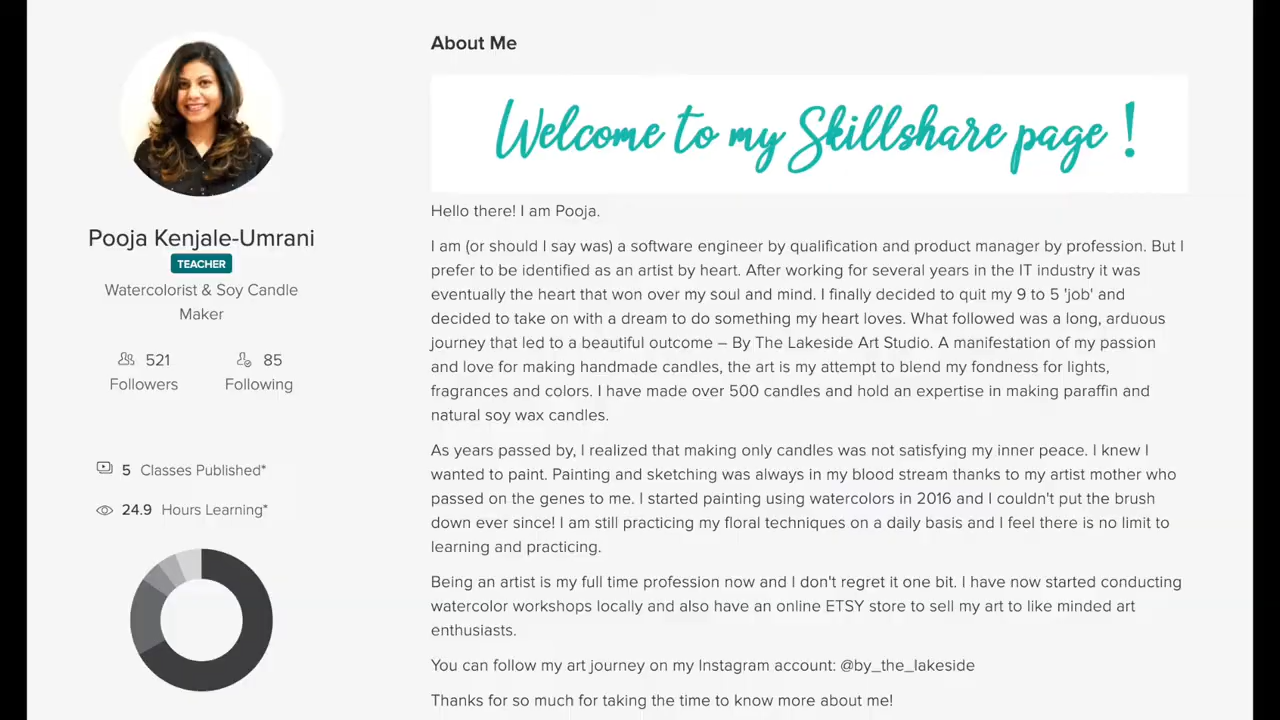 Pooja Kenjale-Umrani
TEACHER
Watercolorist & Soy Candle
Maker
521
Followers
85
Following
5 Classes Published*
24.9 Hours Learning*
About Me
Welcome to my Skillshare page !
Hello there! I am Pooja.
I am (or should I say was) a software engineer by qualification and product manager by profession. But I
prefer to be identified as an artist by heart. After working for several years in the IT industry it was
eventually the heart that won over my soul and mind. I finally decided to quit my 9 to 5 'job' and
decided to take on with a dream to do something my heart loves. What followed was a long, arduous
journey that led to a beautiful outcome – By The Lakeside Art Studio. A manifestation of my passion
and love for making handmade candles, the art is my attempt to blend my fondness for lights,
fragrances and colors. I have made over 500 candles and hold an expertise in making paraffin and
natural soy wax candles.
As years passed by, I realized that making only candles was not satisfying my inner peace. I knew I
wanted to paint. Painting and sketching was always in my blood stream thanks to my artist mother who
passed on the genes to me. I started painting using watercolors in 2016 and I couldn't put the brush
down ever since! I am still practicing my floral techniques on a daily basis and I feel there is no limit to
learning and practicing.
Being an artist is my full time profession now and I don't regret it one bit. I have now started conducting
watercolor workshops locally and also have an online ETSY store to sell my art to like minded art
enthusiasts.
You can follow my art journey on my Instagram account: @by_the_lakeside
Thanks for so much for taking the time to know more about me!